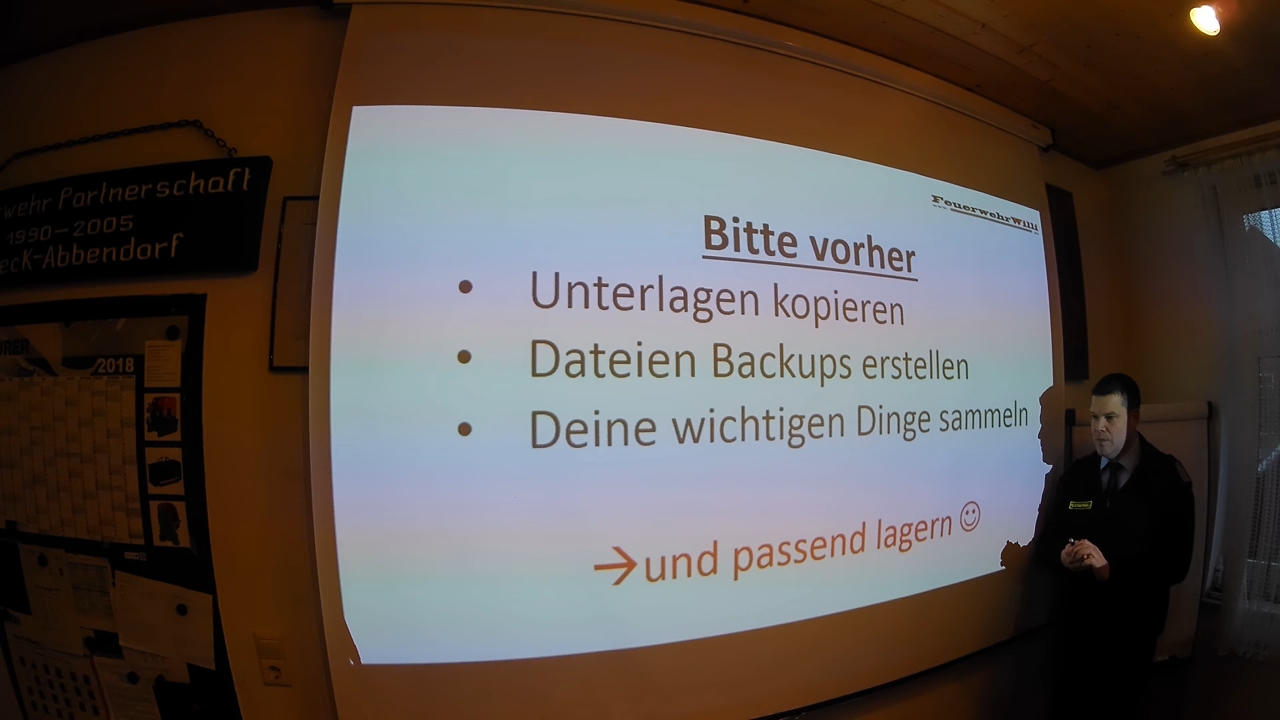 Partnerschaft
1990-2005
eck-Abbendorf
2018
FeuerwehrWilli
Bitte vorher
• Unterlagen kopieren
• Dateien Backups erstellen
• Deine wichtigen Dinge sammeln
→und passend lagern ☺